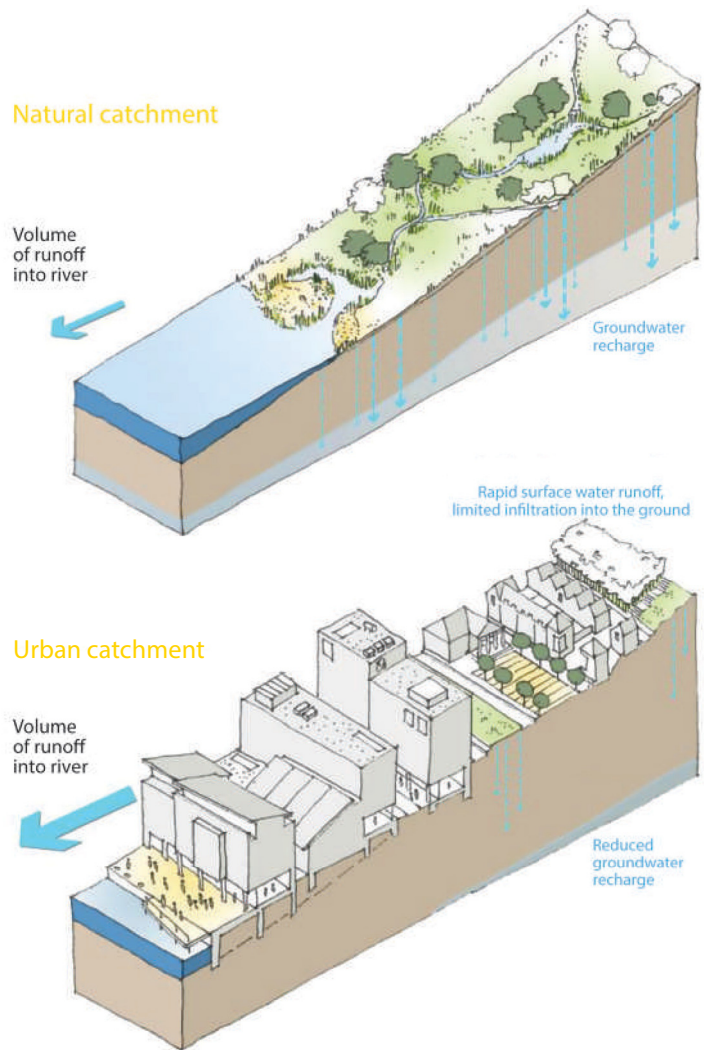 Natural catchment
Volume
of runoff
into river
Groundwater
recharge
Rapid surface water runoff,
limited infiltration into the ground
Urban catchment
Volume
of runoff
into river
Reduced
groundwater
recharge